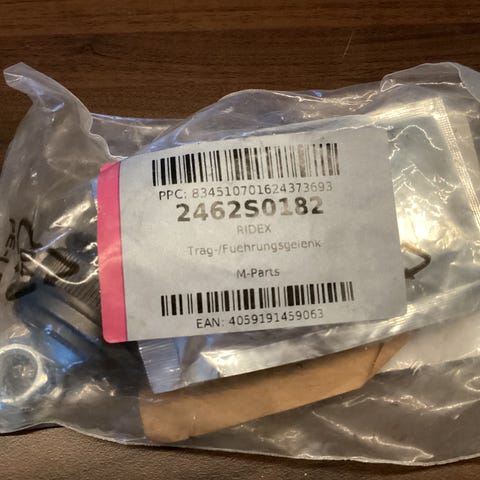 PPC: 834510701624373693
2462S0182
RIDEX
Trag-/Fuehrungsgelenk
M-Parts
EAN: 4059191459063